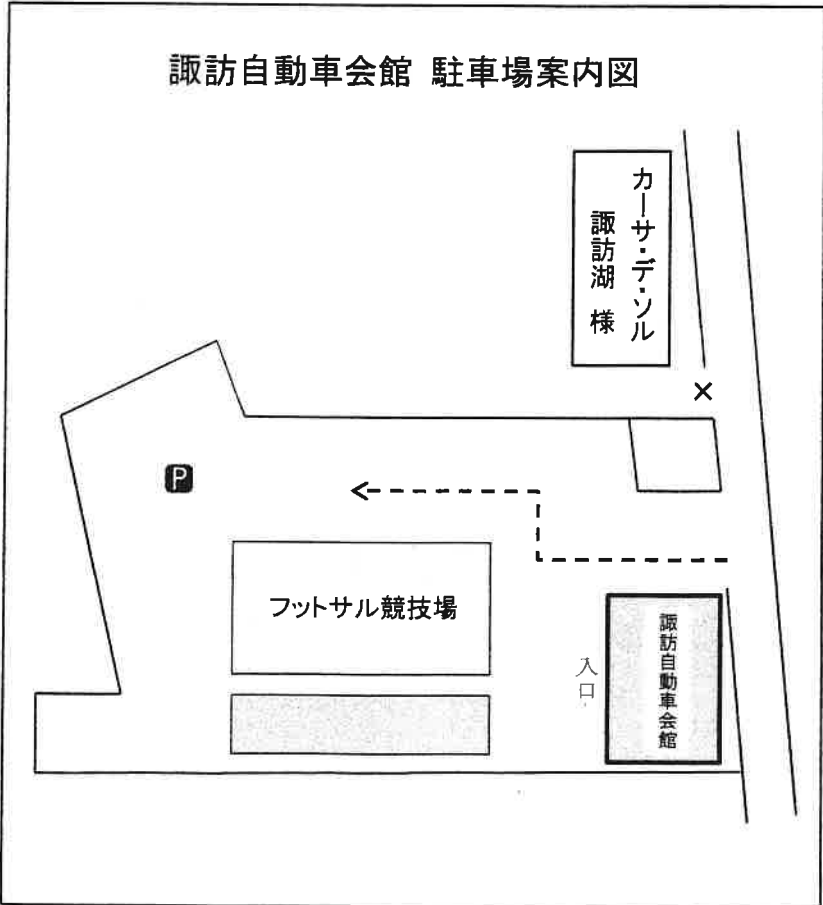 諏訪自動車会館 駐車場案内図
カーサ・デ・ソル
諏訪湖 様
×
P
フットサル競技場
入口
諏訪自動車会館